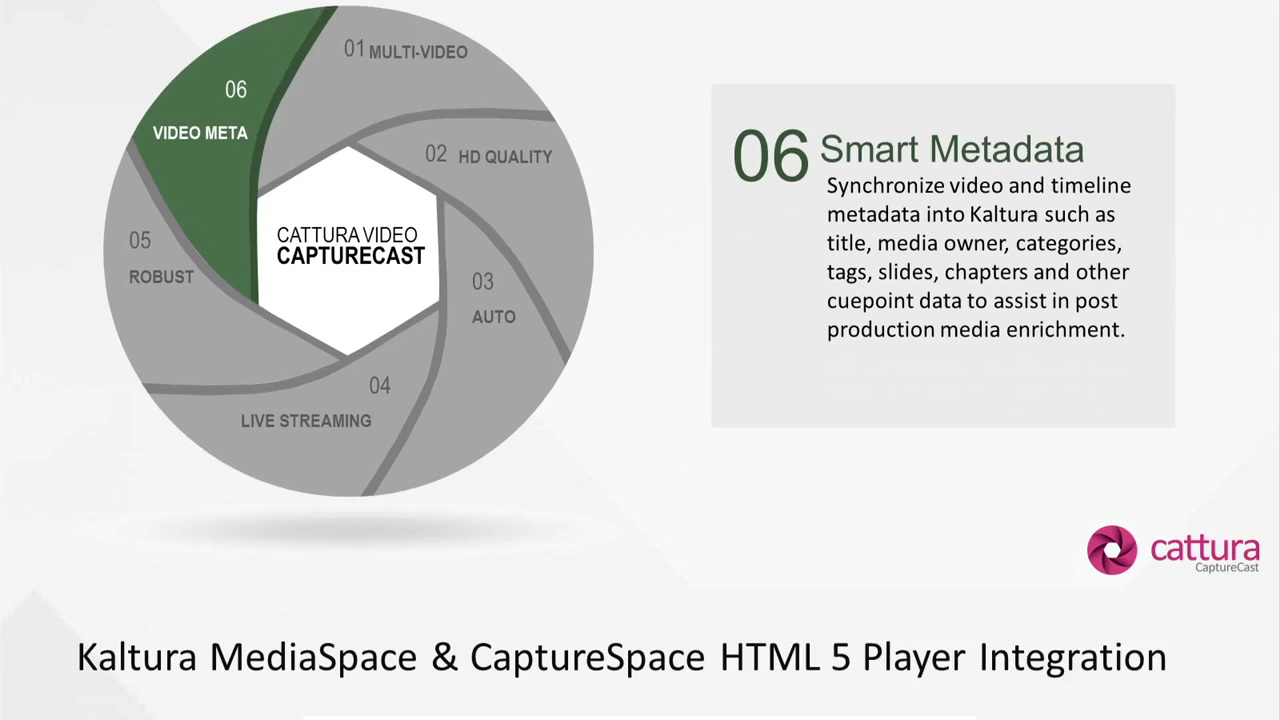 01 MULTI-VIDEO
06
VIDEO META
02 HD QUALITY
05
ROBUST
CATTURA VIDEO
CAPTURECAST
03
AUTO
04
LIVE STREAMING
06 Smart Metadata
Synchronize video and timeline
metadata into Kaltura such as
title, media owner, categories,
tags, slides, chapters and other
cuepoint data to assist in post
production media enrichment.
cattura
CaptureCast
Kaltura MediaSpace & CaptureSpace HTML 5 Player Integration